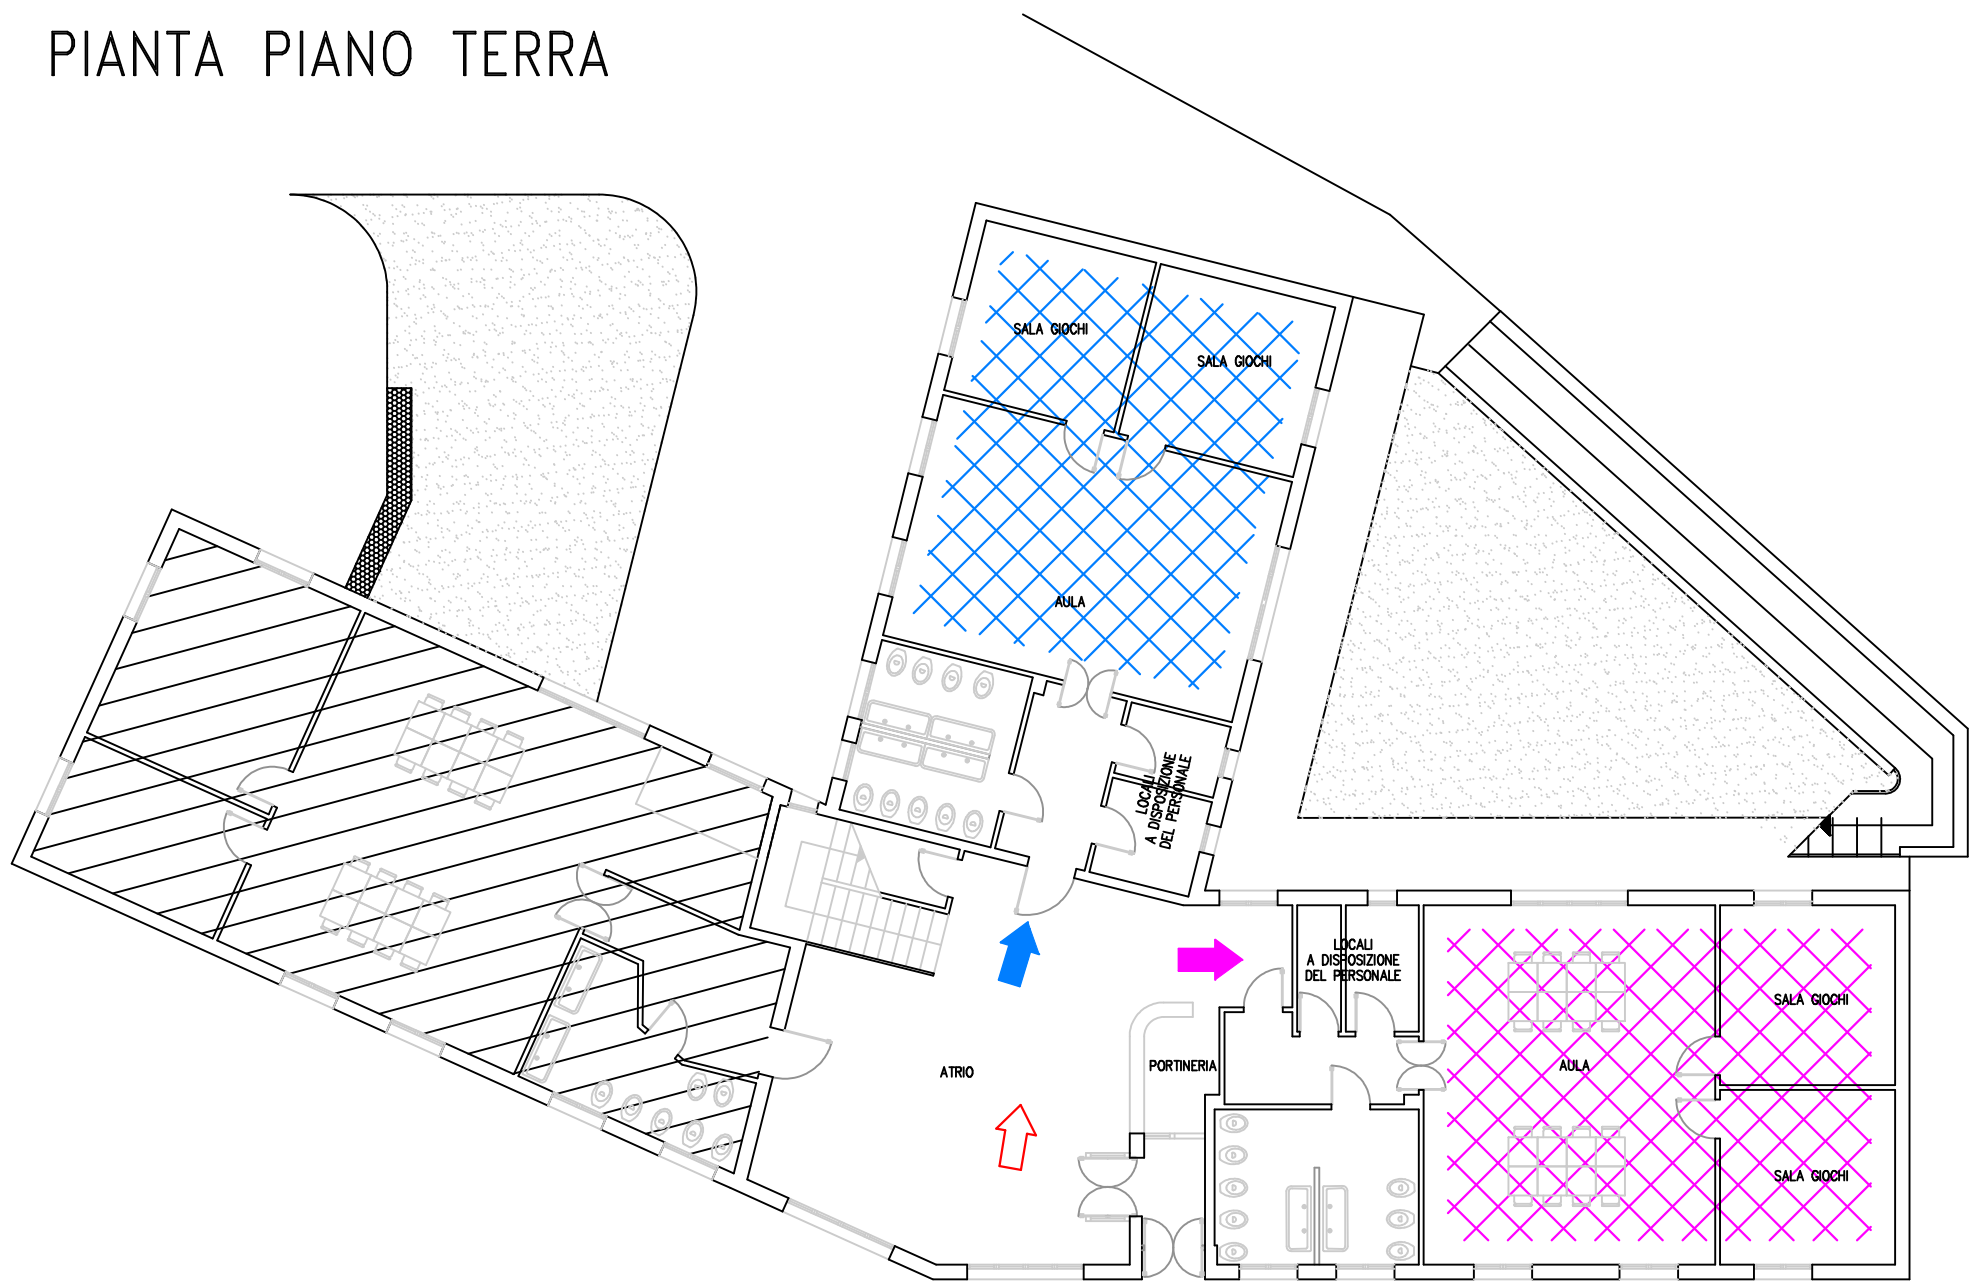 PIANTA PIANO TERRA
SALA GIOCHI
SALA GIOCHI
AULA
LOCALI
A DISPOSIZIONE
DEL PERSONALE
LOCALI
A DISPOSIZIONE
DEL PERSONALE
SALA GIOCHI
ATRIO
PORTINERIA
AULA
SALA GIOCHI